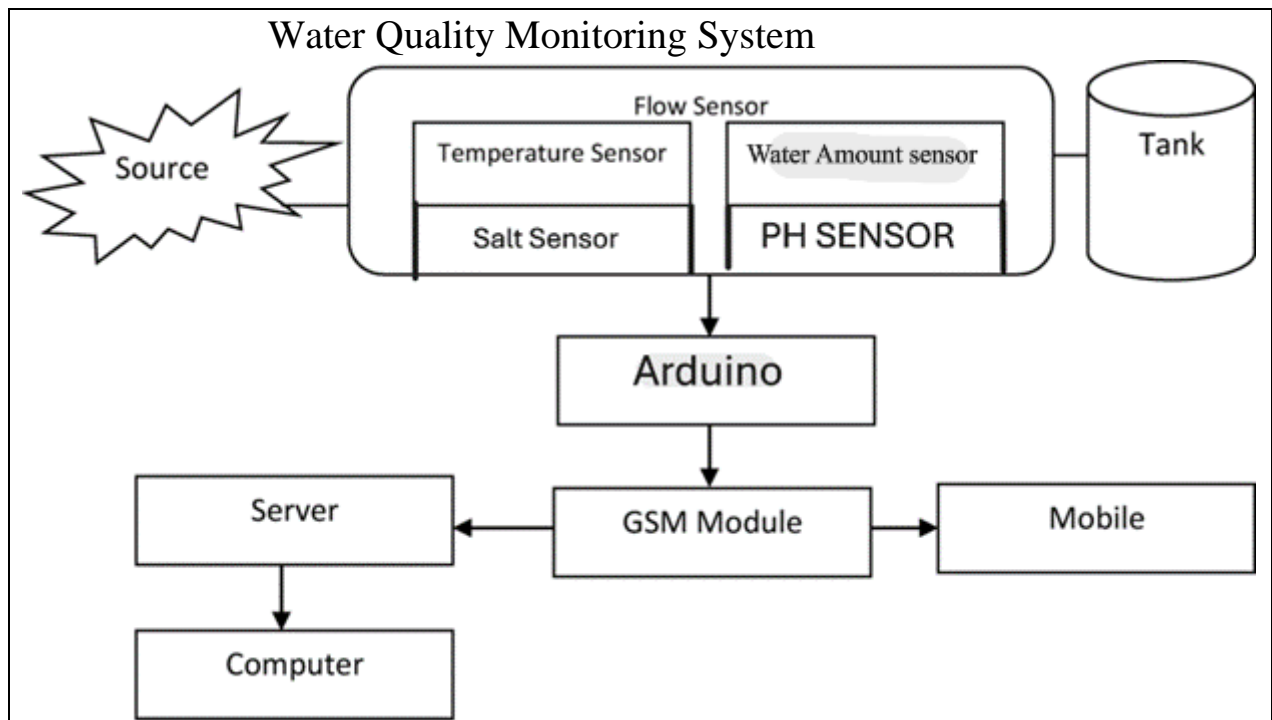 Water Quality Monitoring System
Flow Sensor
Source
Temperature Sensor
Water Amount sensor
Tank
Salt Sensor
PH SENSOR
Arduino
Server
GSM Module
Mobile
Computer